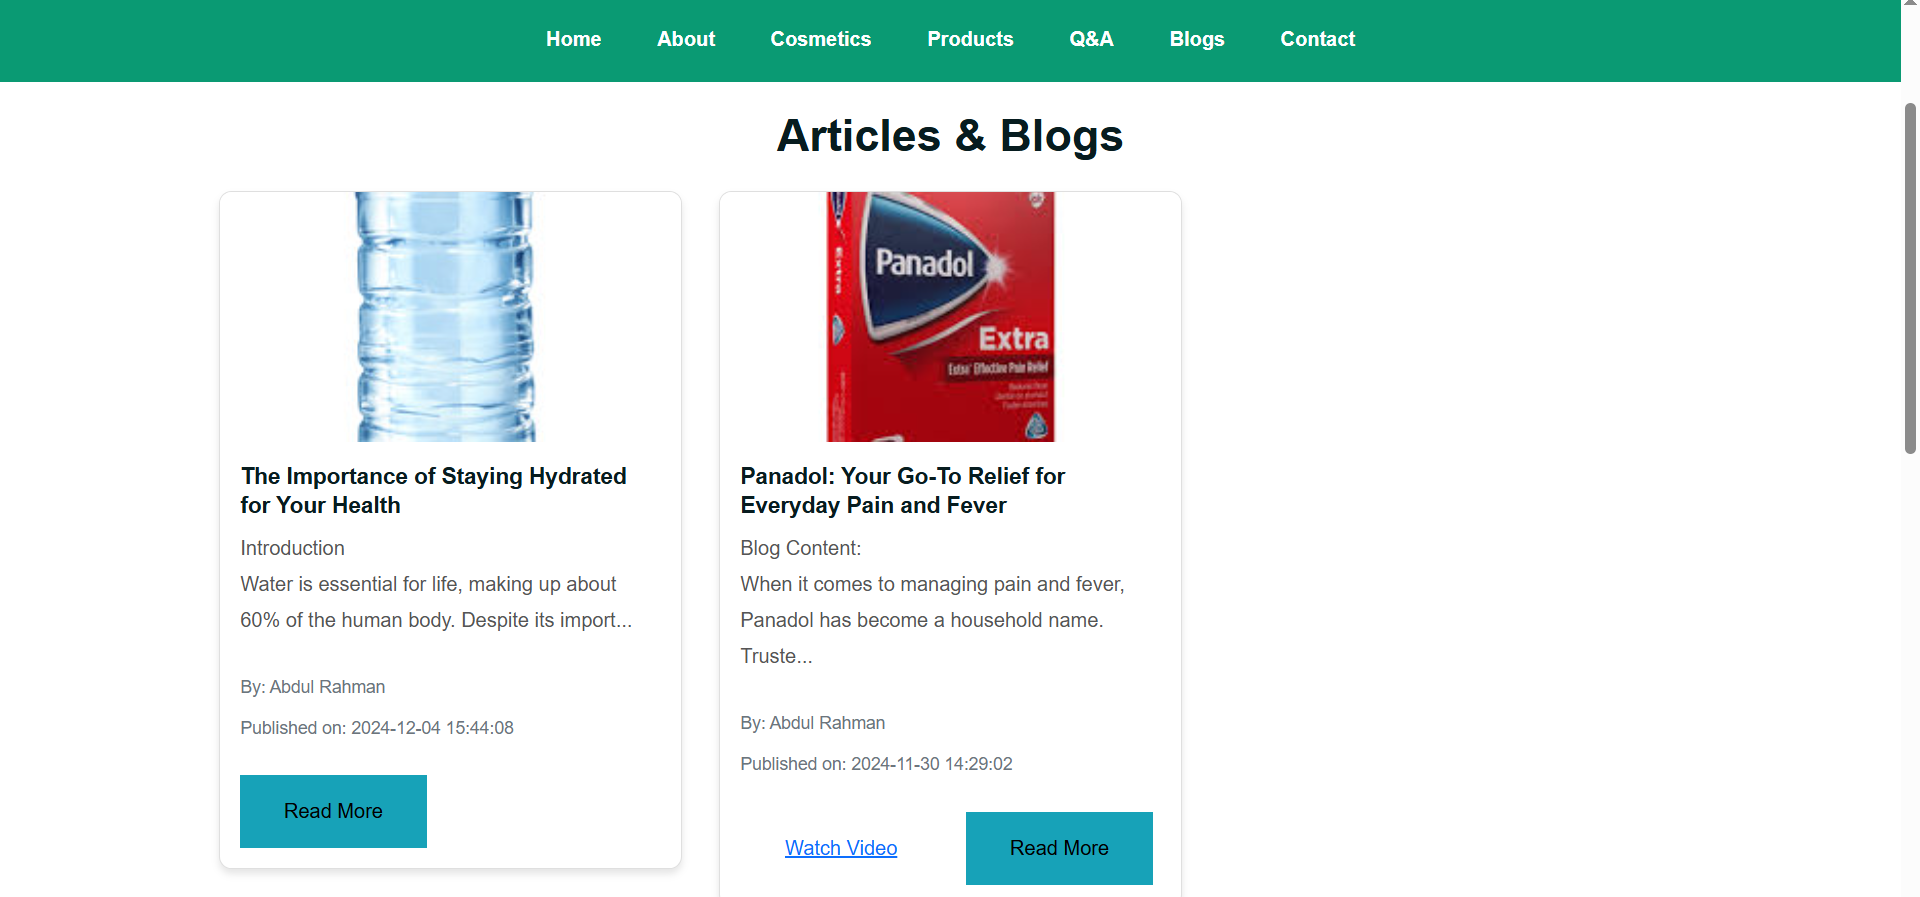 Home About Cosmetics Products Q&A Blogs Contact
Articles & Blogs
Panadol
Extra
Extra
Extra Effective Pain Relief
The Importance of Staying Hydrated
for Your Health
Introduction
Water is essential for life, making up about
60% of the human body. Despite its import...
By: Abdul Rahman
Published on: 2024-12-04 15:44:08
Read More
Panadol: Your Go-To Relief for
Everyday Pain and Fever
Blog Content:
When it comes to managing pain and fever,
Panadol has become a household name.
Truste...
By: Abdul Rahman
Published on: 2024-11-30 14:29:02
Watch Video Read More